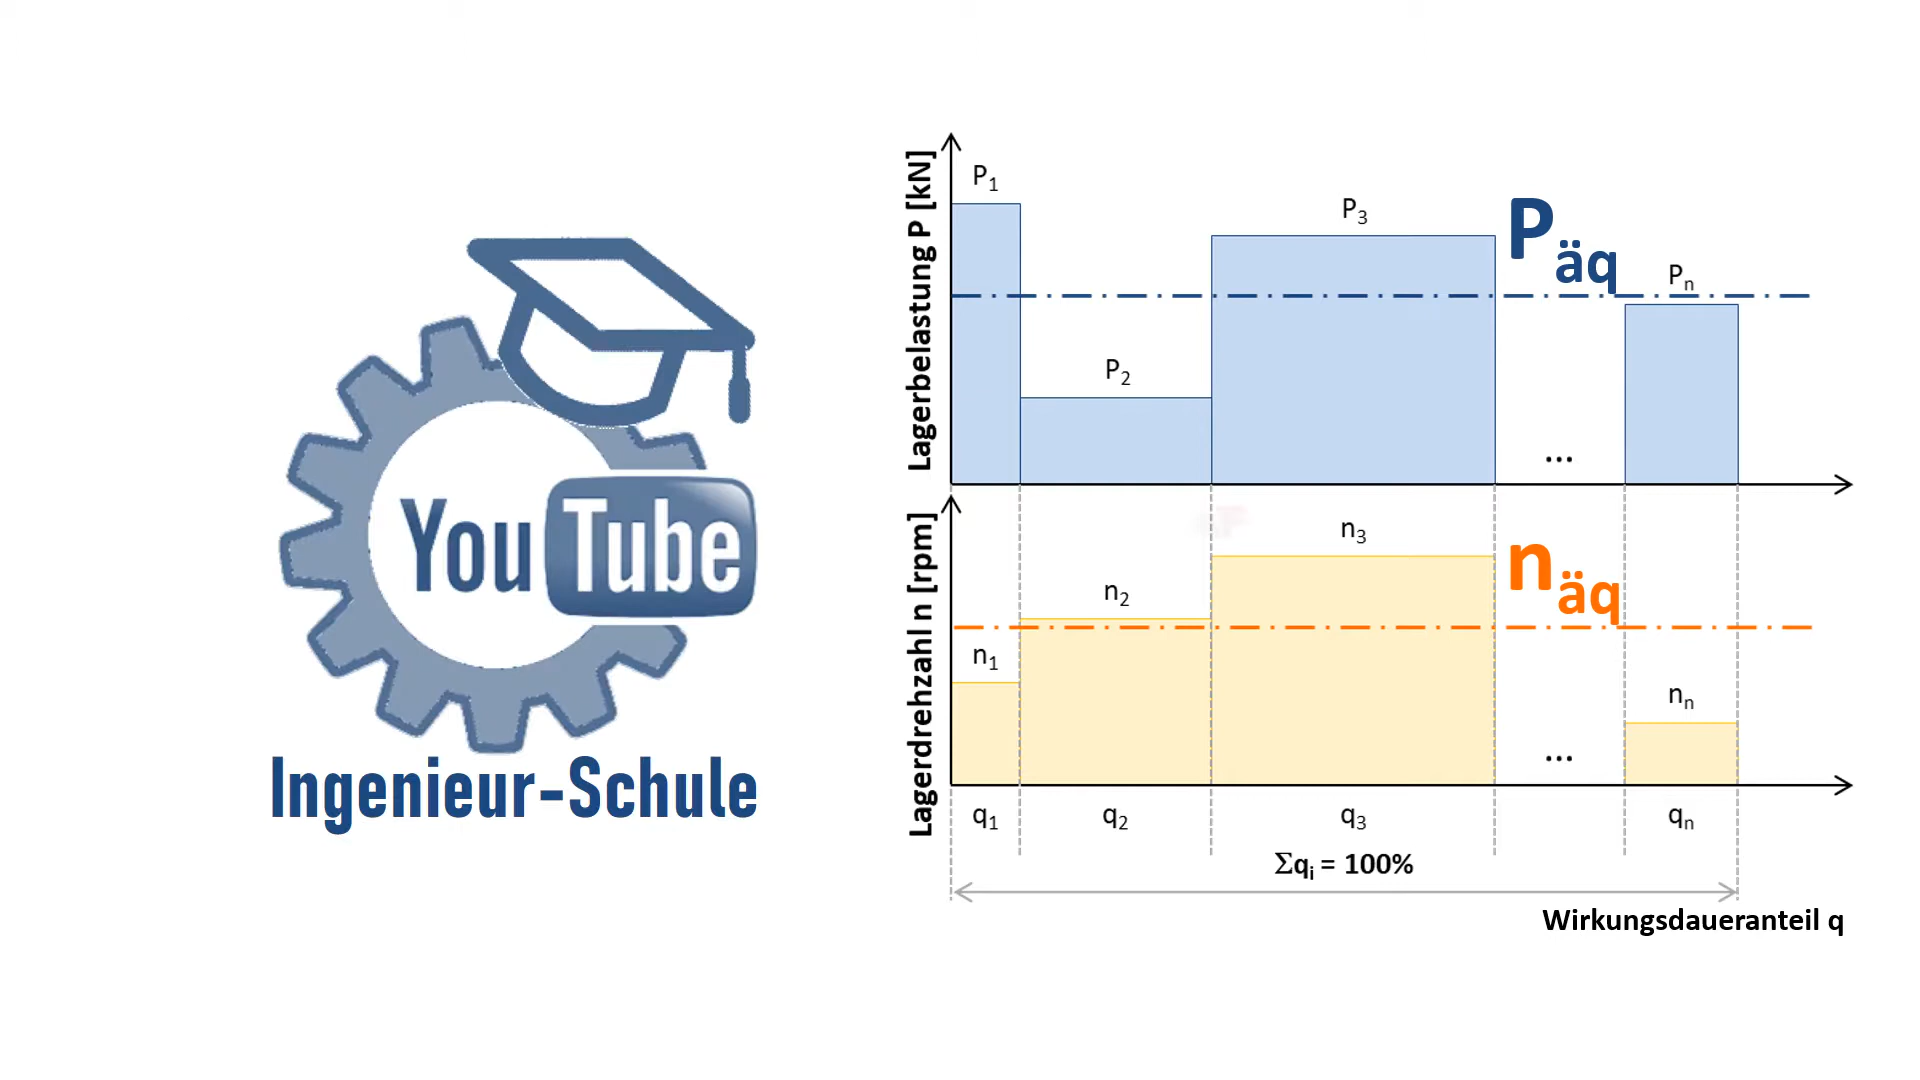 YouTube
Ingenieur-Schule
Lagerbelastung P [kN]
P1
P2
P3
Päq
Pn
...
Lagerdrehzahl n [rpm]
n1
n2
n3
näq
nn
...
q1
q2
q3
qn
Σqi = 100%
Wirkungsdaueranteil q